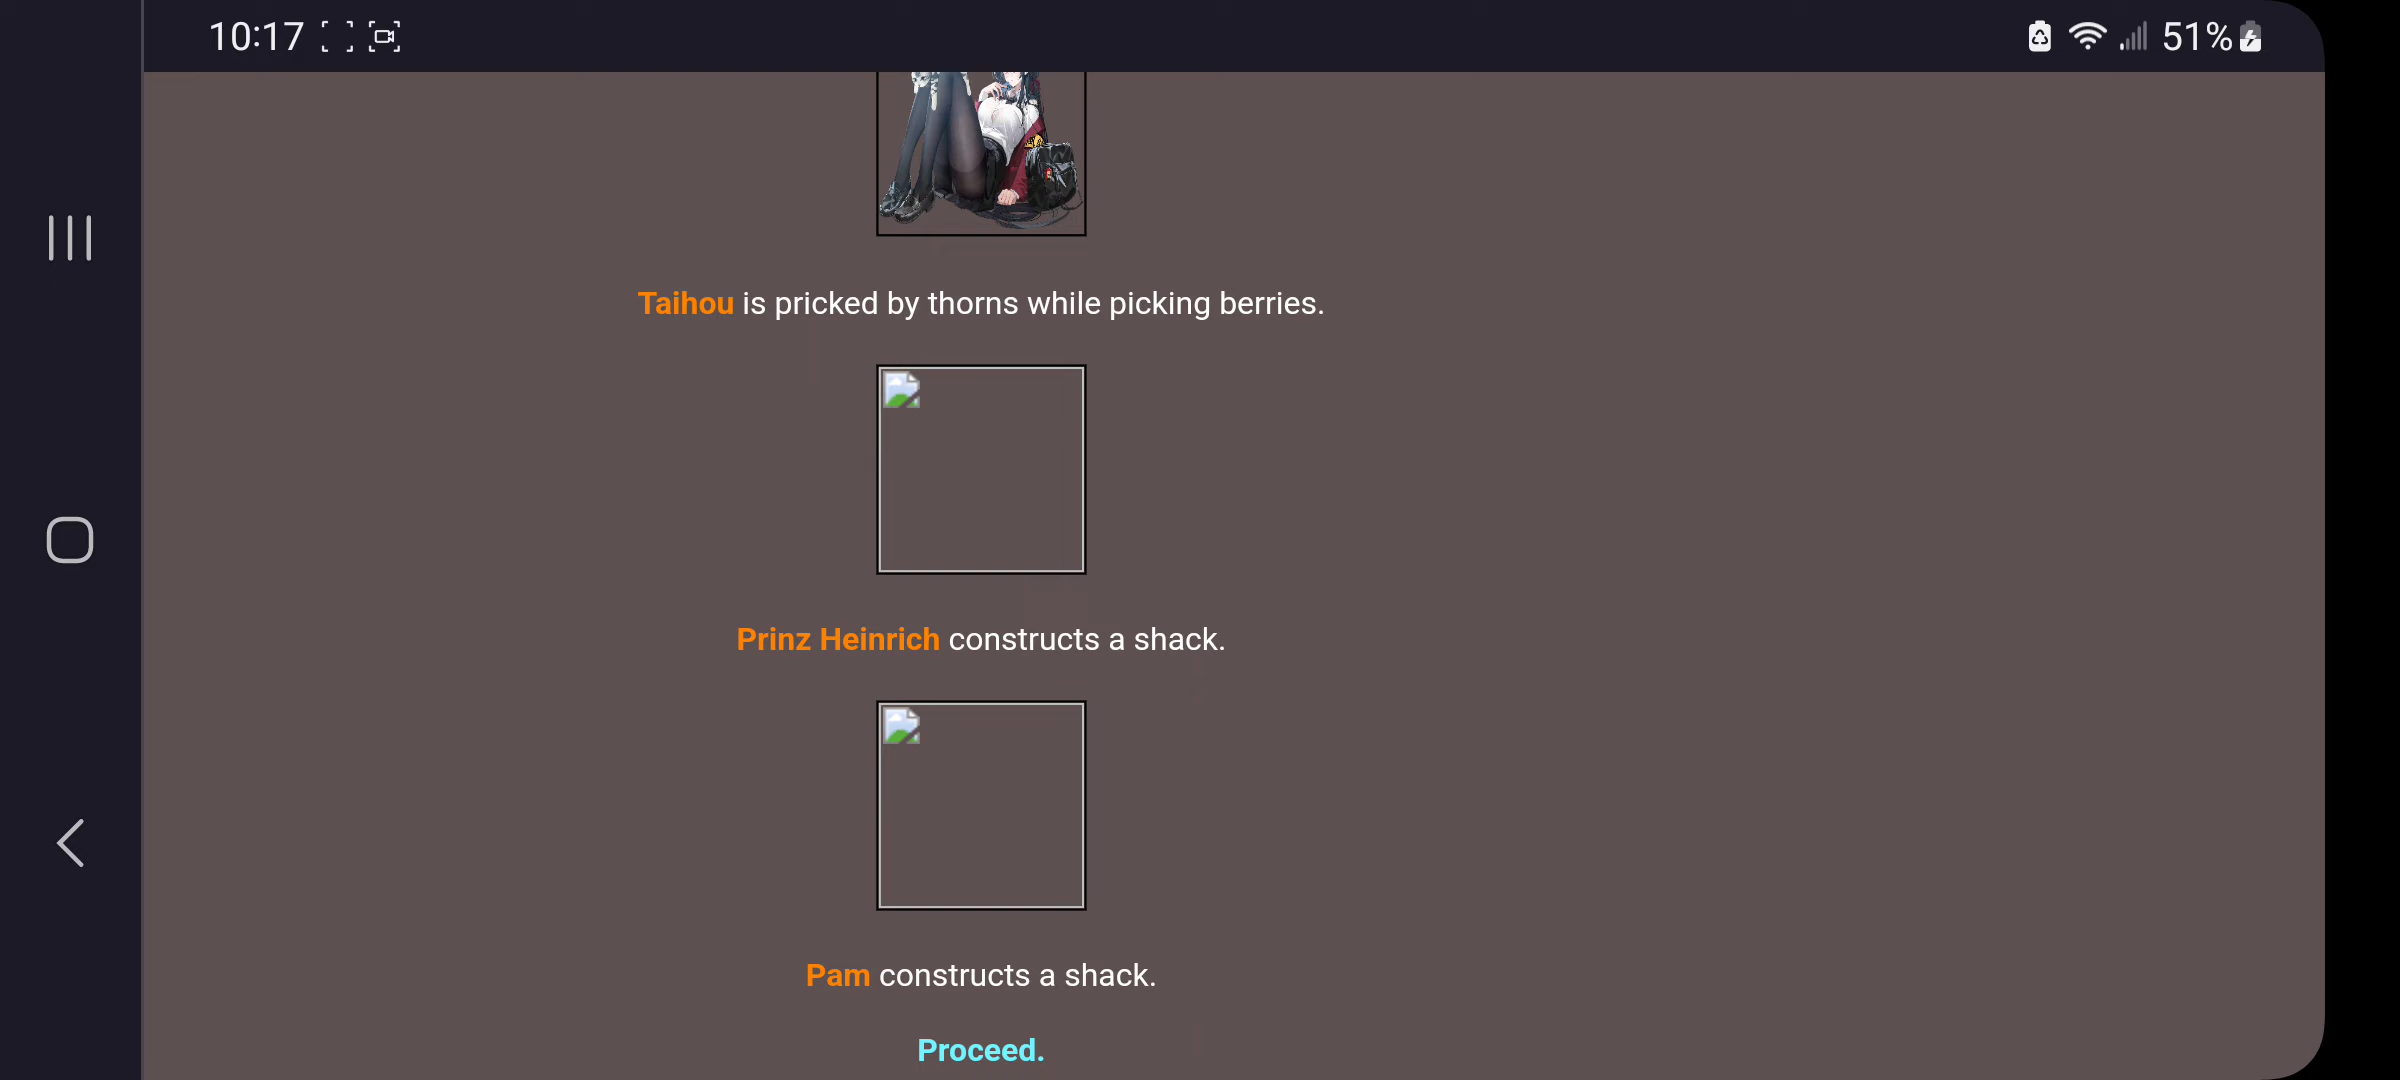 10:17
51%
Taihou is pricked by thorns while picking berries.
Prinz Heinrich constructs a shack.
Pam constructs a shack.
Proceed.